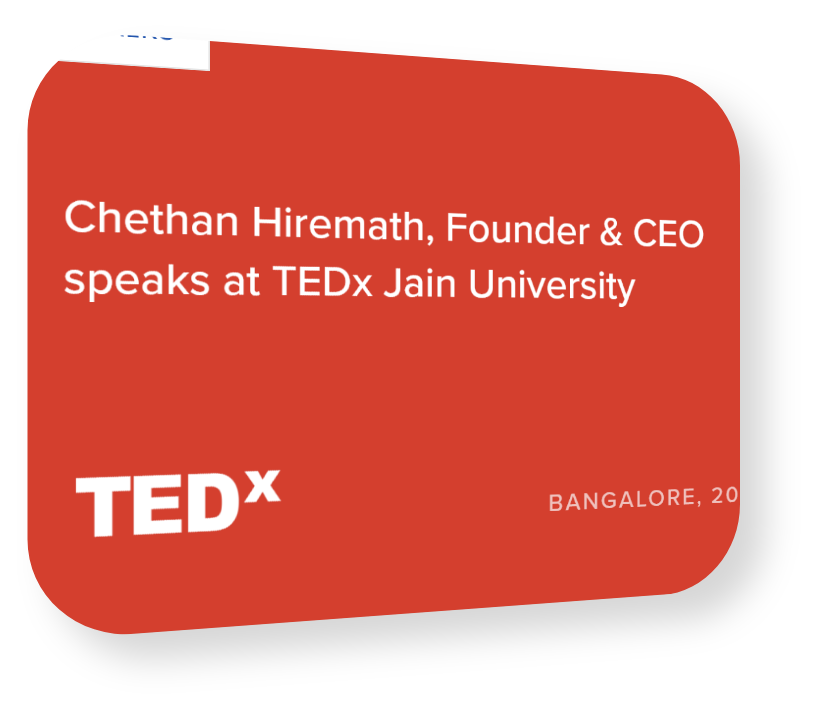 Chethan Hiremath, Founder & CEO
speaks at TEDx Jain University
TEDx
BANGALORE, 20